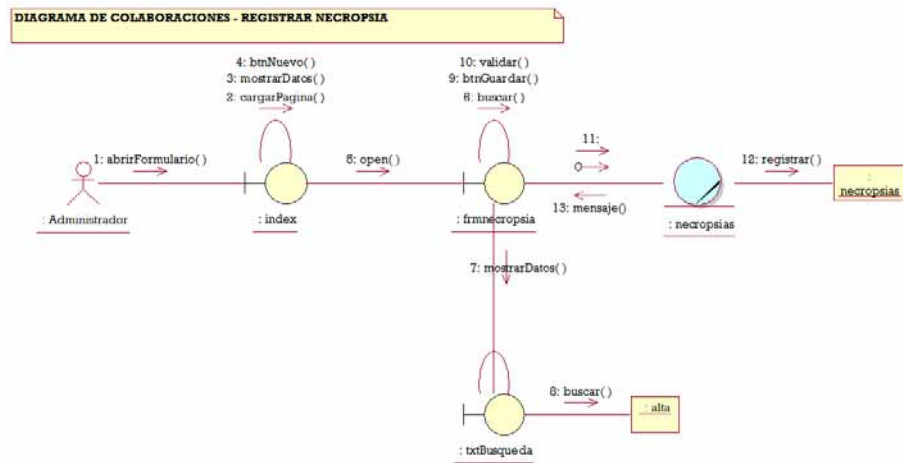 DIAGRAMA DE COLABORACIONES - REGISTRAR NECROPSIA
4: btnNuevo()
3: mostrarDatos()
2: cargarPagina()
10: validar()
9: btnGuardar()
6: buscar()
1: abrirFormulario()
5: open()
11:
12: registrar()
13: mensaje()
: Administrador
: index
: frmnecropsia
: necropsias
:
necropsias
7: mostrarDatos()
8: buscar()
: alta
: txtBusqueda